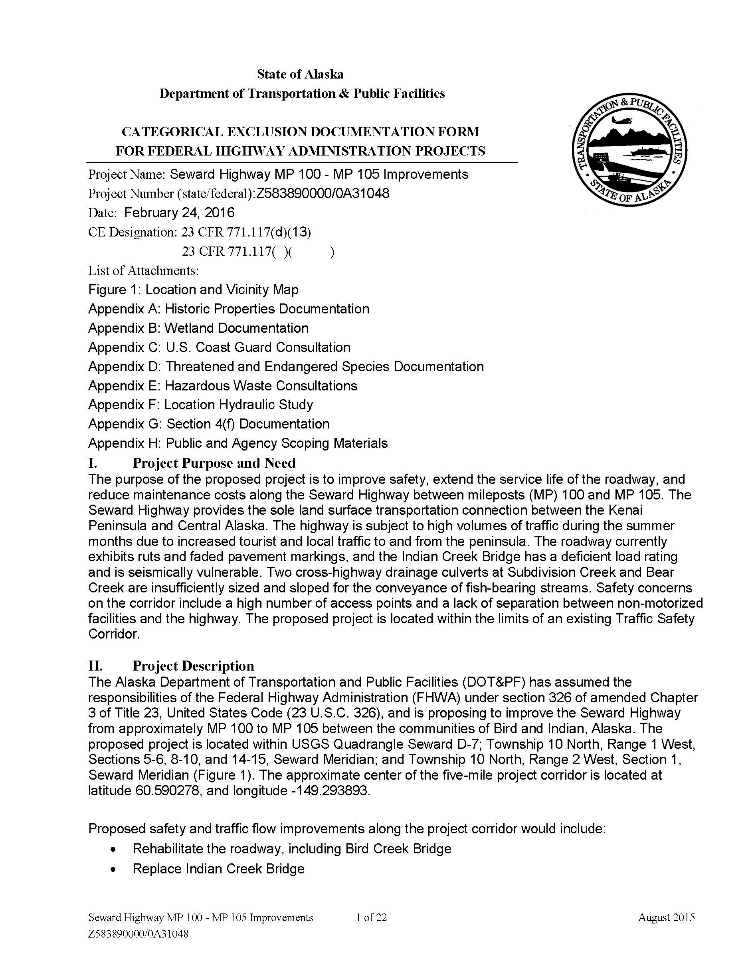 State of Alaska
Department of Transportation & Public Facilities
CATEGORICAL EXCLUSION DOCUMENTATION FORM
FOR FEDERAL HIGHWAY ADMINISTRATION PROJECTS
TRANSPORTATION & PUBLIC FACILITIES
STATE OF ALASKA
Project Name: Seward Highway MP 100 - MP 105 Improvements
Project Number (state/federal):Z583890000/0A31048
Date: February 24, 2016
CE Designation: 23 CFR 771.117(d)(13)
23 CFR 771.117( )( )
List of Attachments:
Figure 1: Location and Vicinity Map
Appendix A: Historic Properties Documentation
Appendix B: Wetland Documentation
Appendix C: U.S. Coast Guard Consultation
Appendix D: Threatened and Endangered Species Documentation
Appendix E: Hazardous Waste Consultations
Appendix F: Location Hydraulic Study
Appendix G: Section 4(f) Documentation
Appendix H: Public and Agency Scoping Materials
I. Project Purpose and Need
The purpose of the proposed project is to improve safety, extend the service life of the roadway, and
reduce maintenance costs along the Seward Highway between mileposts (MP) 100 and MP 105. The
Seward Highway provides the sole land surface transportation connection between the Kenai
Peninsula and Central Alaska. The highway is subject to high volumes of traffic during the summer
months due to increased tourist and local traffic to and from the peninsula. The roadway currently
exhibits ruts and faded pavement markings, and the Indian Creek Bridge has a deficient load rating
and is seismically vulnerable. Two cross-highway drainage culverts at Subdivision Creek and Bear
Creek are insufficiently sized and sloped for the conveyance of fish-bearing streams. Safety concerns
on the corridor include a high number of access points and a lack of separation between non-motorized
facilities and the highway. The proposed project is located within the limits of an existing Traffic Safety
Corridor.
II. Project Description
The Alaska Department of Transportation and Public Facilities (DOT&PF) has assumed the
responsibilities of the Federal Highway Administration (FHWA) under section 326 of amended Chapter
3 of Title 23, United States Code (23 U.S.C. 326), and is proposing to improve the Seward Highway
from approximately MP 100 to MP 105 between the communities of Bird and Indian, Alaska. The
proposed project is located within USGS Quadrangle Seward D-7; Township 10 North, Range 1 West,
Sections 5-6, 8-10, and 14-15, Seward Meridian; and Township 10 North, Range 2 West, Section 1,
Seward Meridian (Figure 1). The approximate center of the five-mile project corridor is located at
latitude 60.590278, and longitude -149.293893.
Proposed safety and traffic flow improvements along the project corridor would include:
• Rehabilitate the roadway, including Bird Creek Bridge
• Replace Indian Creek Bridge
Seward Highway MP 100 - MP 105 Improvements 1 of 22 August 2015
Z583890000/0A31048